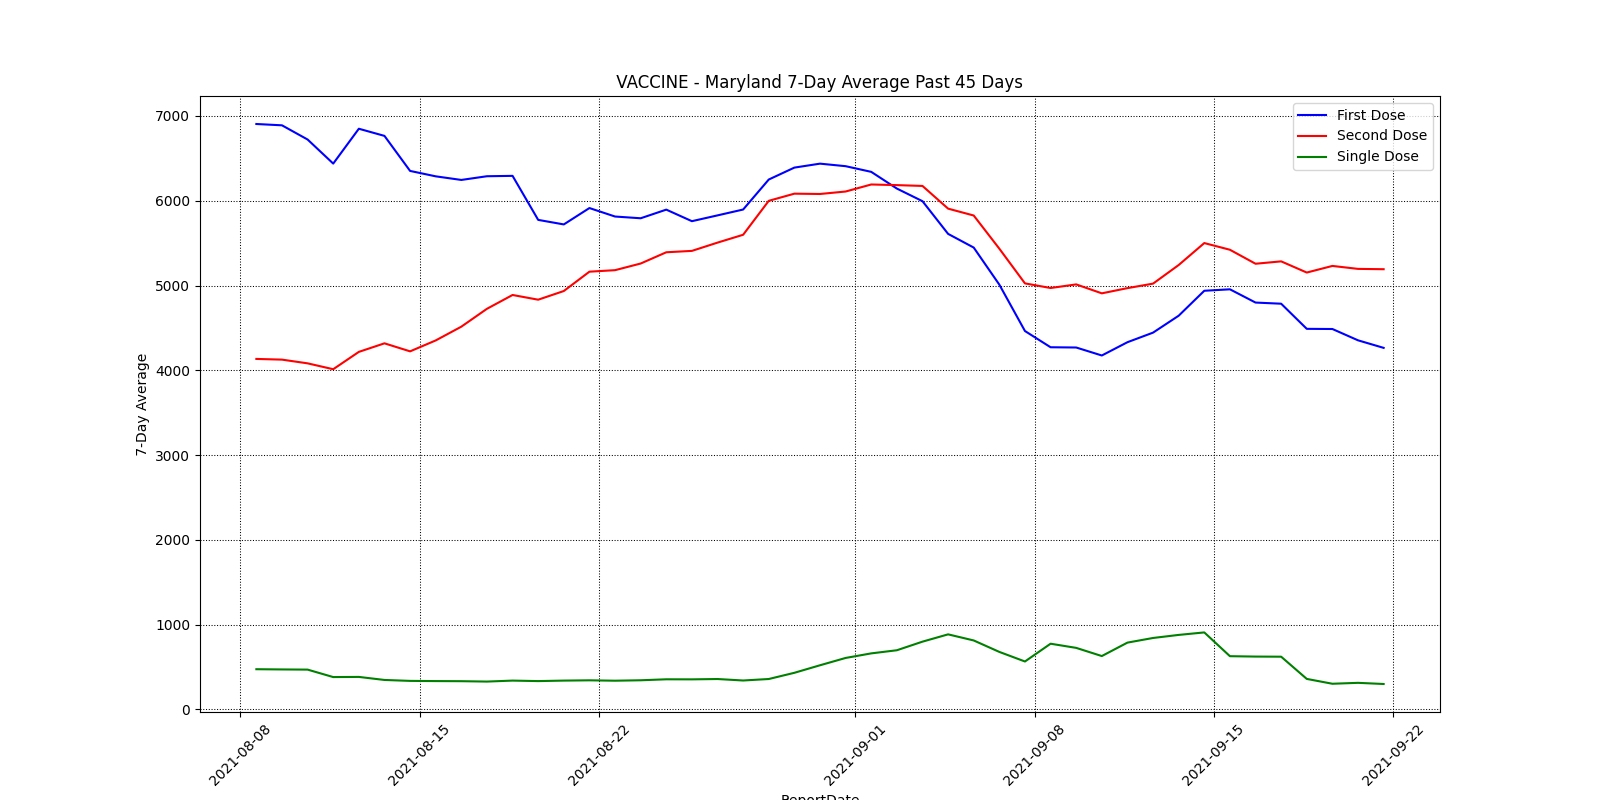 VACCINE - Maryland 7-Day Average Past 45 Days
First Dose
Second Dose
Single Dose
7-Day Average
7000
6000
5000
4000
3000
2000
1000
0
2021-08-08
2021-08-15
2021-08-22
2021-09-01
2021-09-08
2021-09-15
2021-09-22
ReportDate